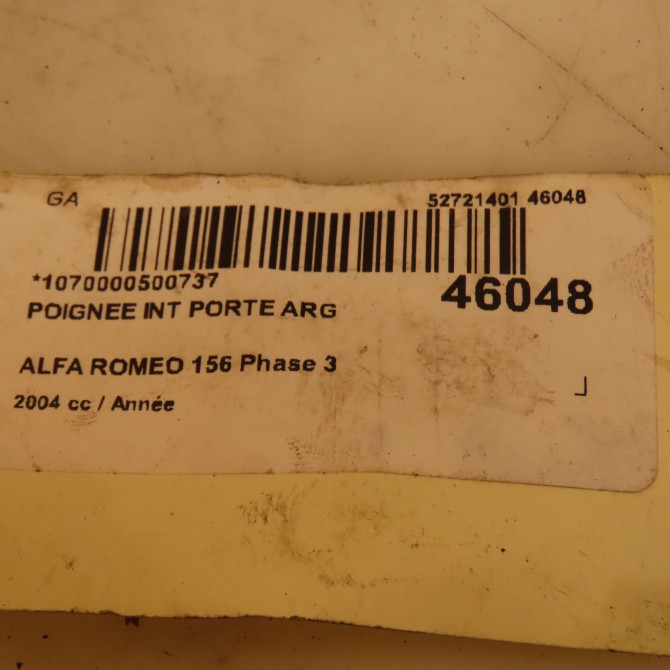 GA 52721401 46048
*1070000500737 46048
POIGNEE INT PORTE ARG
ALFA ROMEO 156 Phase 3
2004 cc / Année